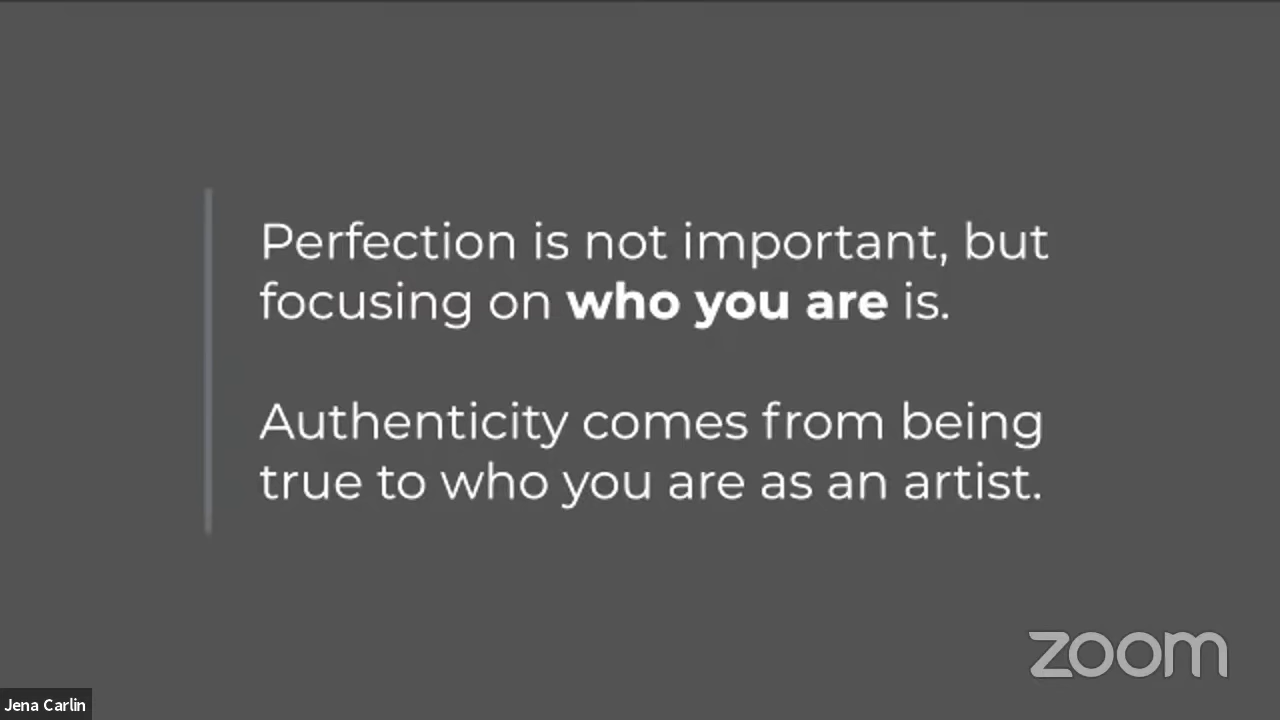 Perfection is not important, but
focusing on who you are is.
Authenticity comes from being
true to who you are as an artist.
zoom
Jena Carlin